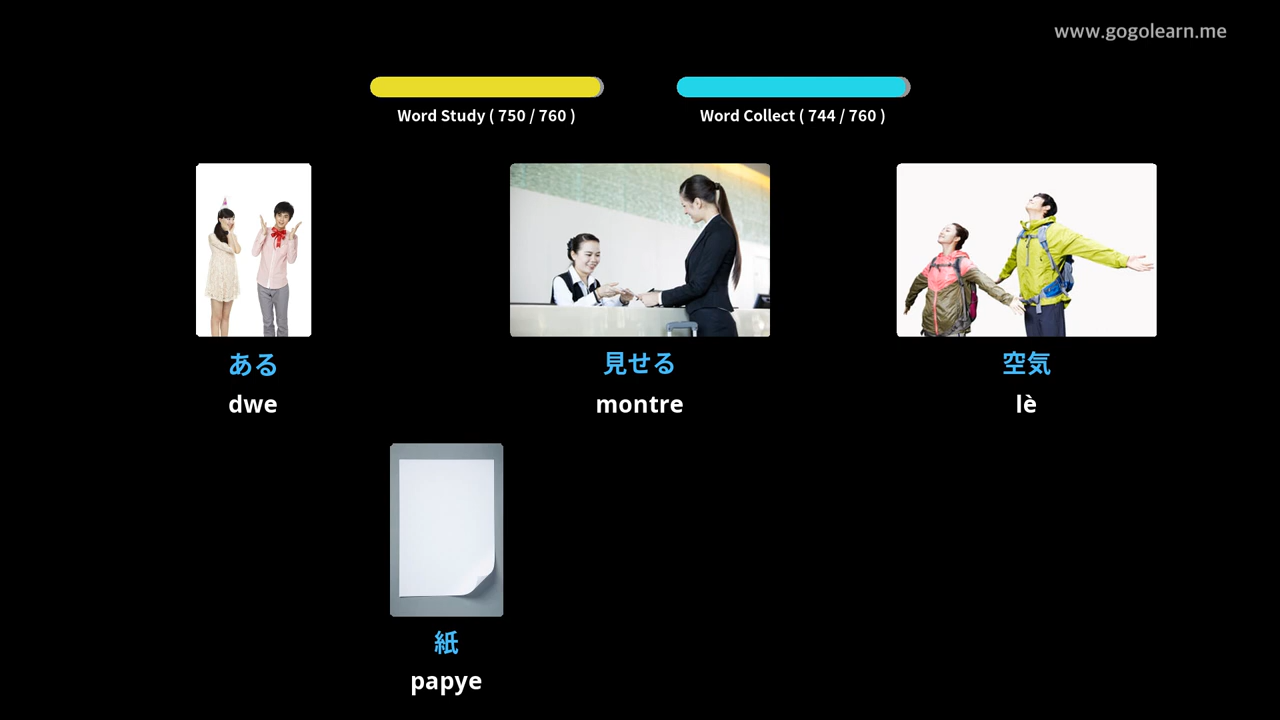 www.gogolearn.me
Word Study ( 750 / 760 )
Word Collect ( 744 / 760 )
ある
dwe
見せる
montre
空気
lè
紙
papye